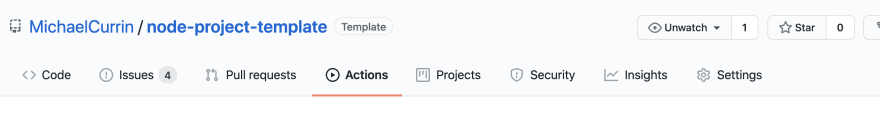 MichaelCurrin / node-project-template Template Unwatch 1 Star 0
Code Issues 4 Pull requests Actions Projects Security Insights Settings